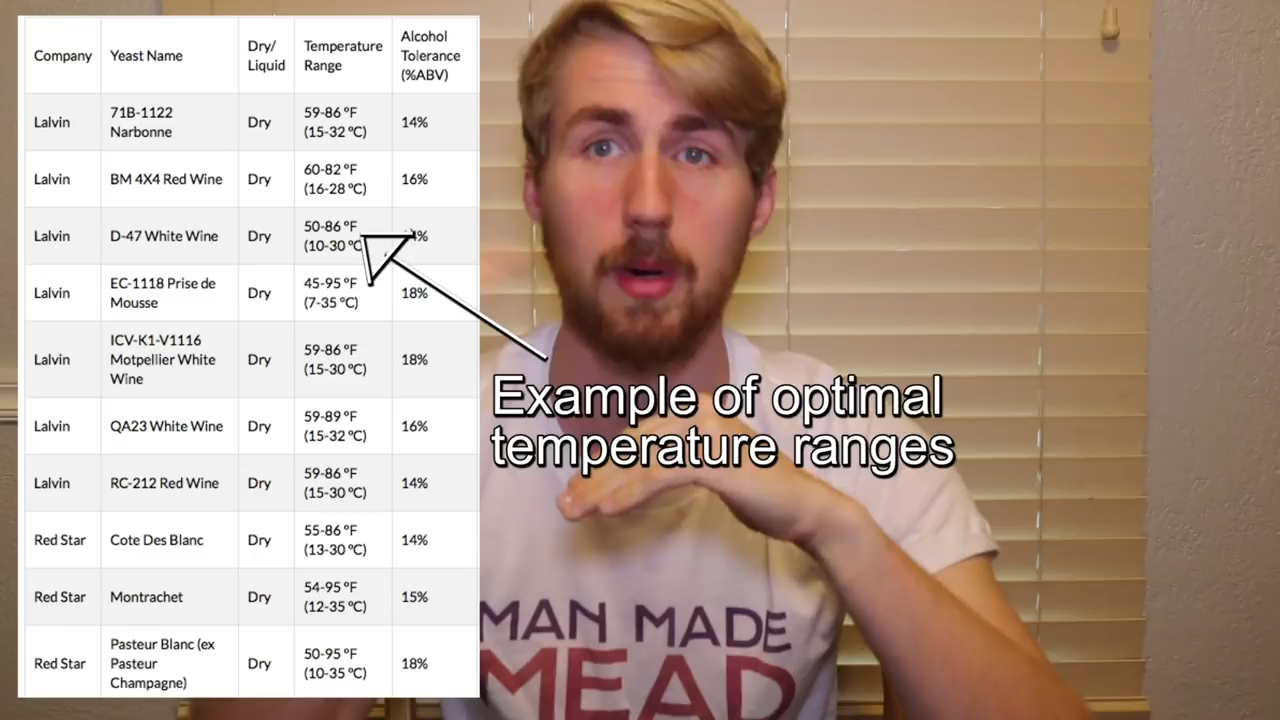 Company Yeast Name Dry/ Liquid Temperature Range Alcohol Tolerance (%ABV)
Lalvin 71B-1122 Narbonne Dry 59-86 °F (15-32 °C) 14%
Lalvin BM 4X4 Red Wine Dry 60-82 °F (16-28 °C) 16%
Lalvin D-47 White Wine Dry 50-86 °F (10-30 °C
Lalvin EC-1118 Prise de Mousse Dry 45-95 °F (7-35 °C) 18%
Lalvin ICV-K1-V1116 Motpellier White Wine Dry 59-86 °F (15-30 °C) 18%
Lalvin QA23 White Wine Dry 59-89 °F (15-32 °C) 16%
Lalvin RC-212 Red Wine Dry 59-86 °F (15-30 °C) 14%
Red Star Cote Des Blanc Dry 55-86 °F (13-30 °C) 14%
Red Star Montrachet Dry 54-95 °F (12-35 °C) 15%
Red Star Pasteur Blanc (ex Pasteur Champagne) Dry 50-95 °F (10-35 °C) 18%
Example of optimal
temperature ranges
MAN MADE
MEAD